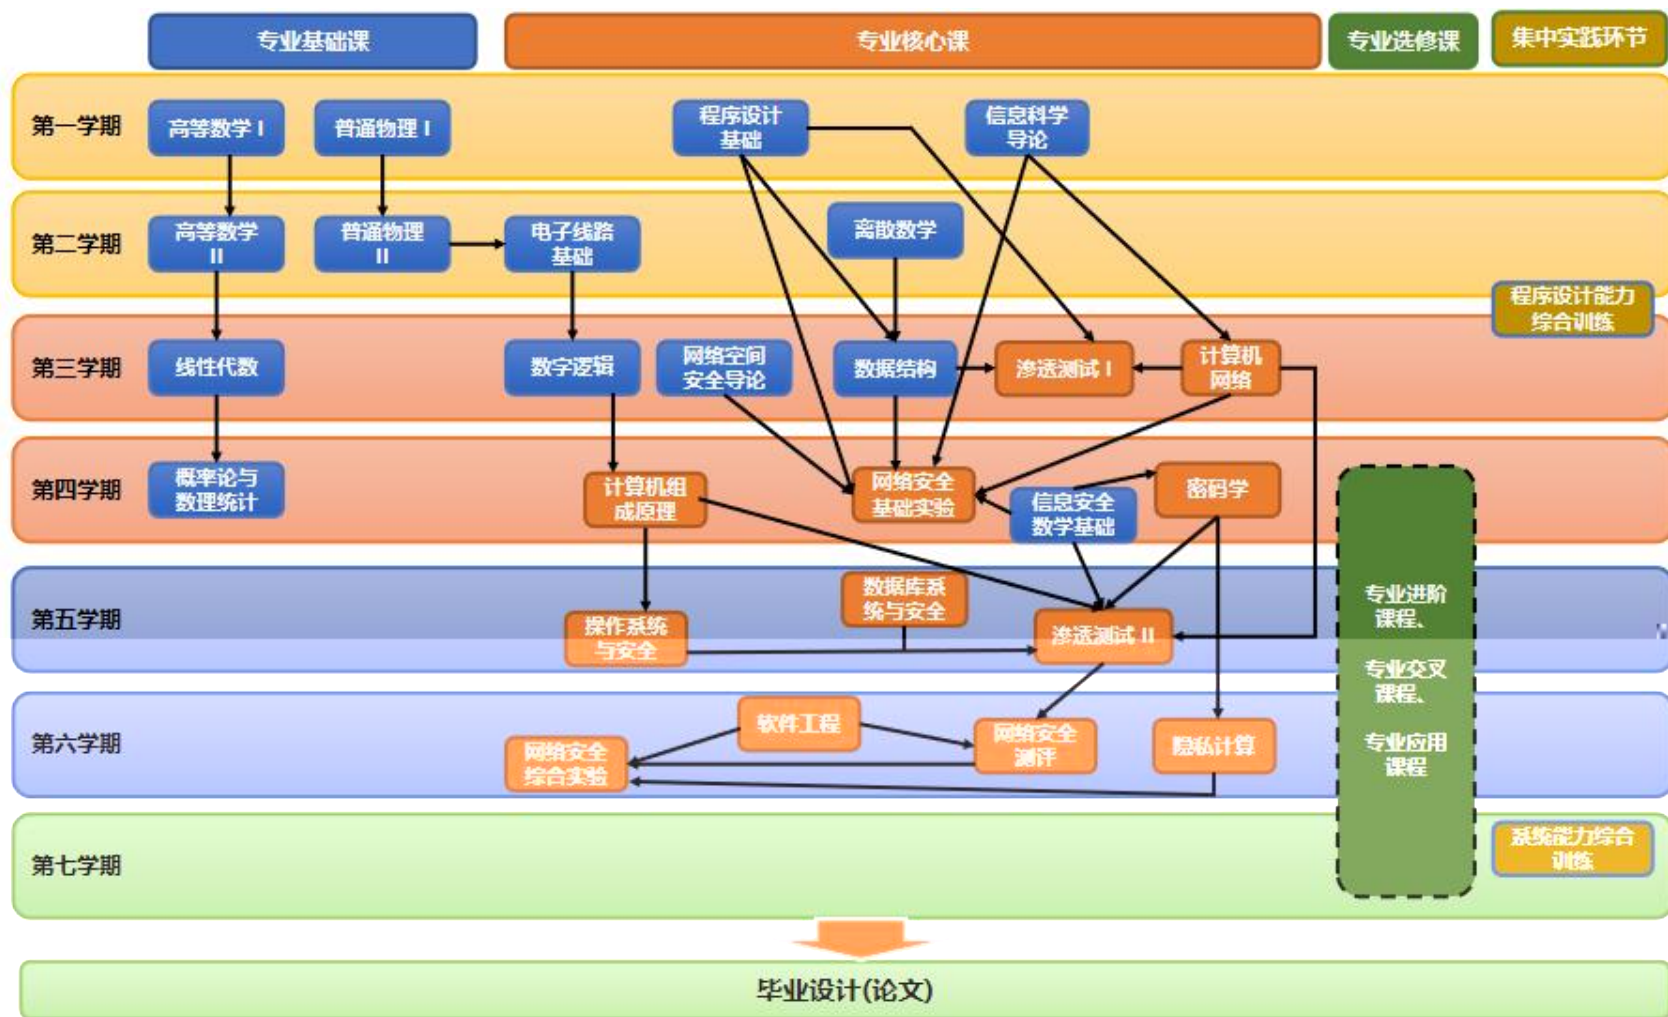 专业基础课
专业核心课
专业选修课
集中实践环节
第一学期
高等数学 I
普通物理 I
程序设计
基础
信息科学
导论
第二学期
高等数学
II
普通物理
II
电子线路
基础
离散数学
程序设计能力
综合训练
第三学期
线性代数
数字逻辑
网络空间
安全导论
数据结构
渗透测试 I
计算机
网络
第四学期
概率论与
数理统计
计算机组
成原理
网络安全
基础实验
信息安全
数学基础
密码学
第五学期
操作系统
与安全
数据库系
统与安全
渗透测试 II
专业进阶
课程、
专业交叉
课程、
专业应用
课程
第六学期
网络安全
综合实验
软件工程
网络安全
测评
隐私计算
第七学期
系统能力综合
训练
毕业设计(论文)